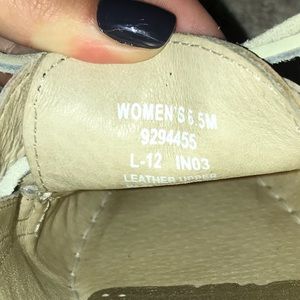 WOMEN'S 6.5M
9294455
L-12 IN03
LEATHER UPPER